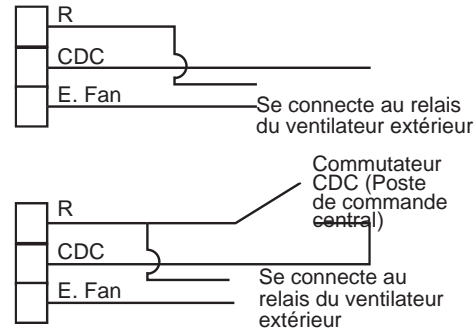 R
CDC
E. Fan
Se connecte au relais
du ventilateur extérieur
Commutateur
CDC (Poste
de commande
central)
R
CDC
E. Fan
Se connecte au
relais du ventilateur
extérieur